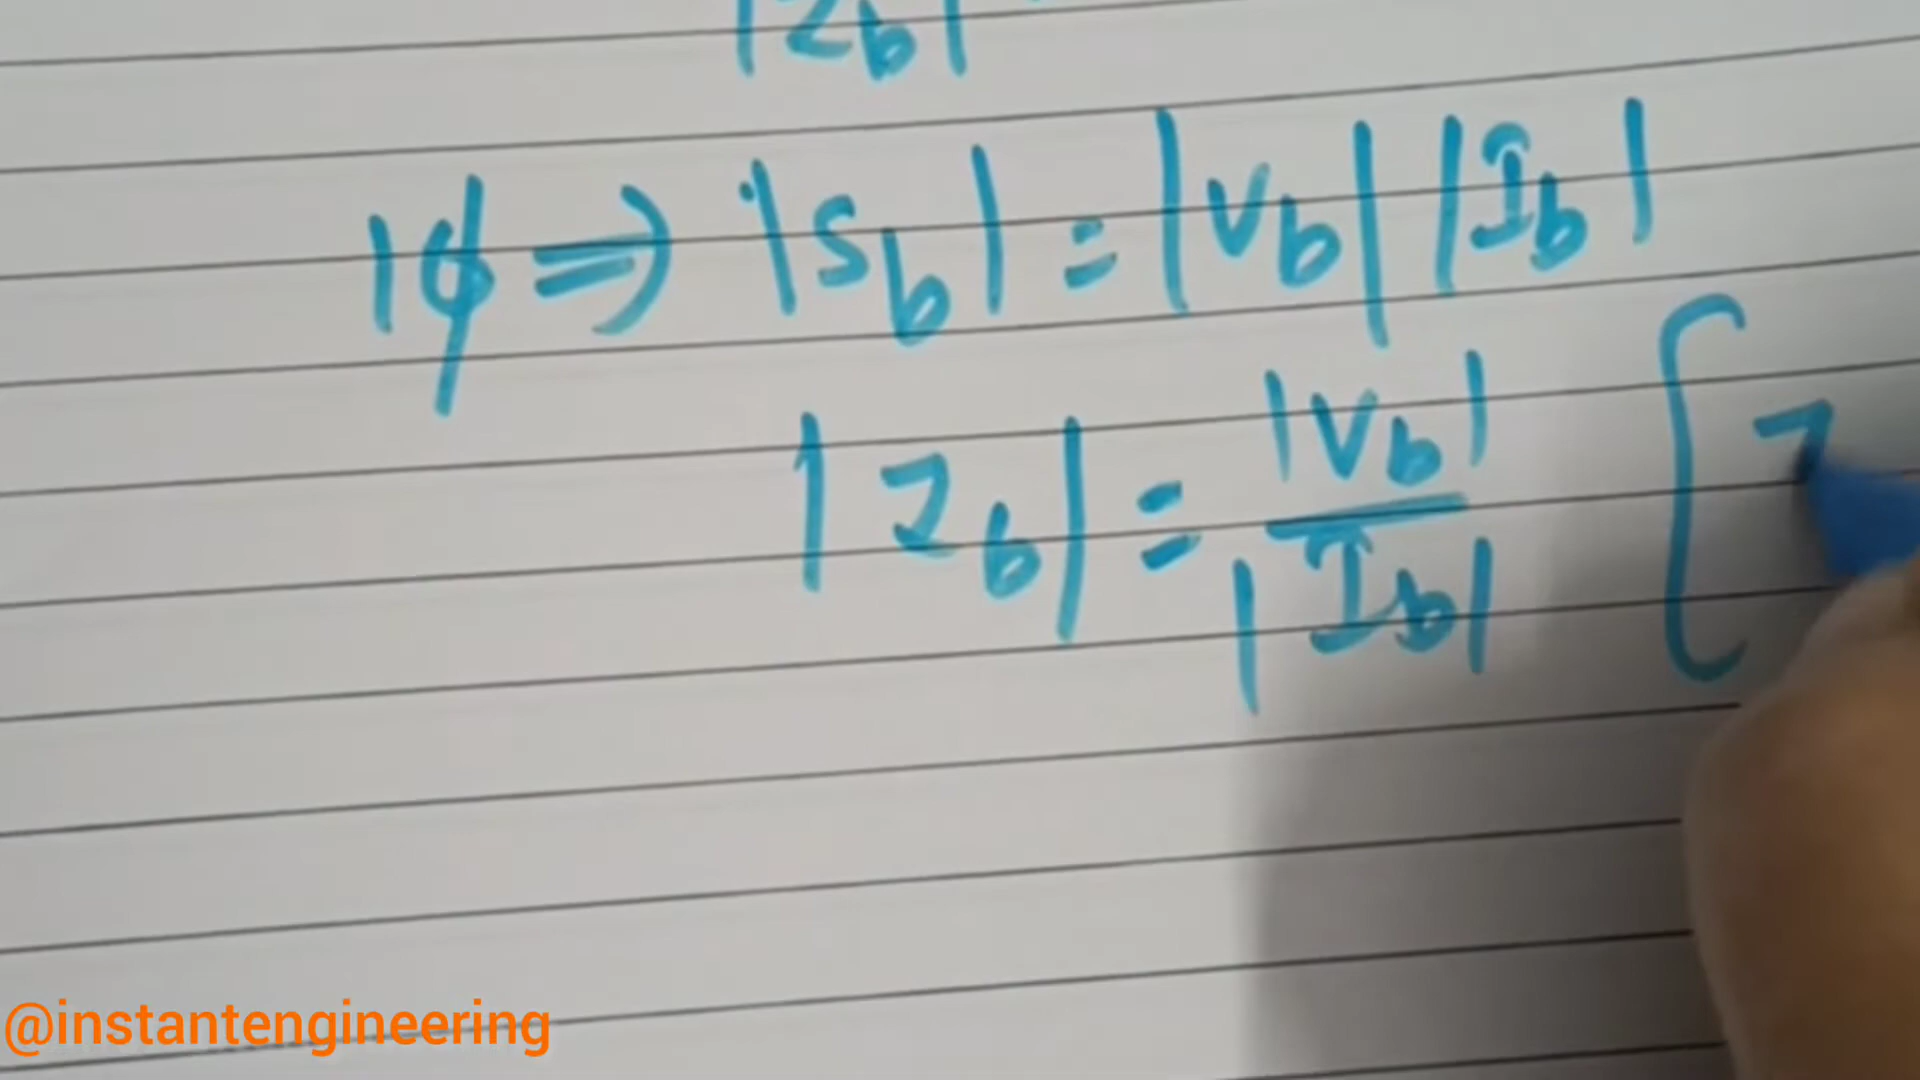 |Zb|
1ϕ ⇒ |Sb| = |Vb| |Ib|
|Zb| = |Vb| / |Ib| [Z
@instantengineering